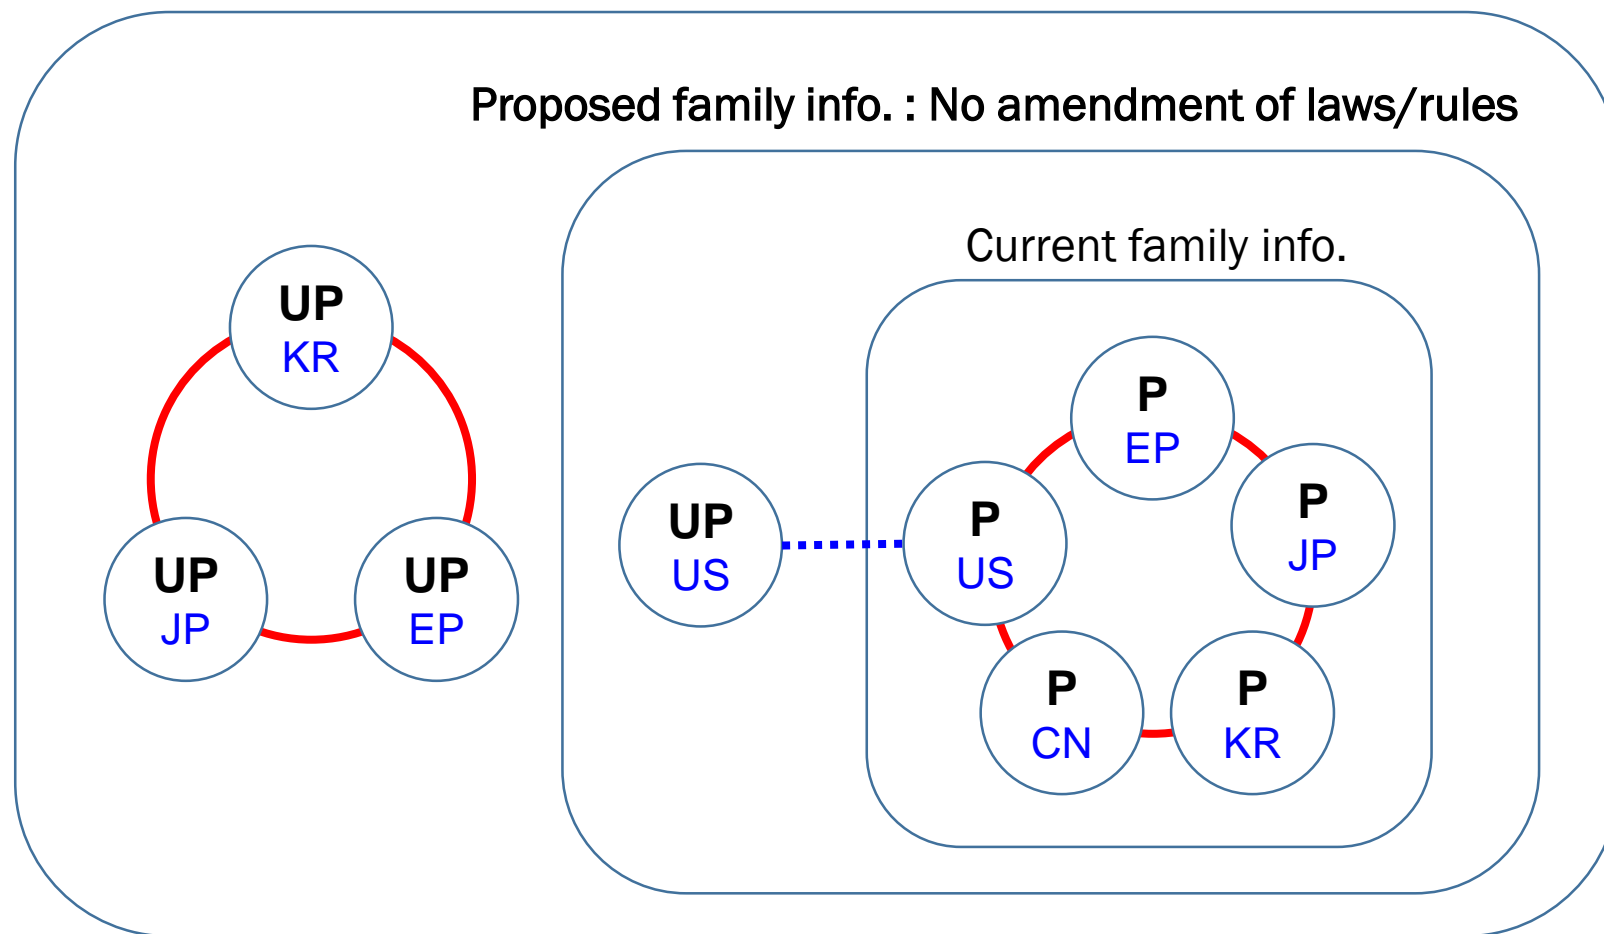 Proposed family info. : No amendment of laws/rules
Current family info.
UP
KR
UP
JP
UP
EP
UP
US
P
US
P
EP
P
JP
P
CN
P
KR